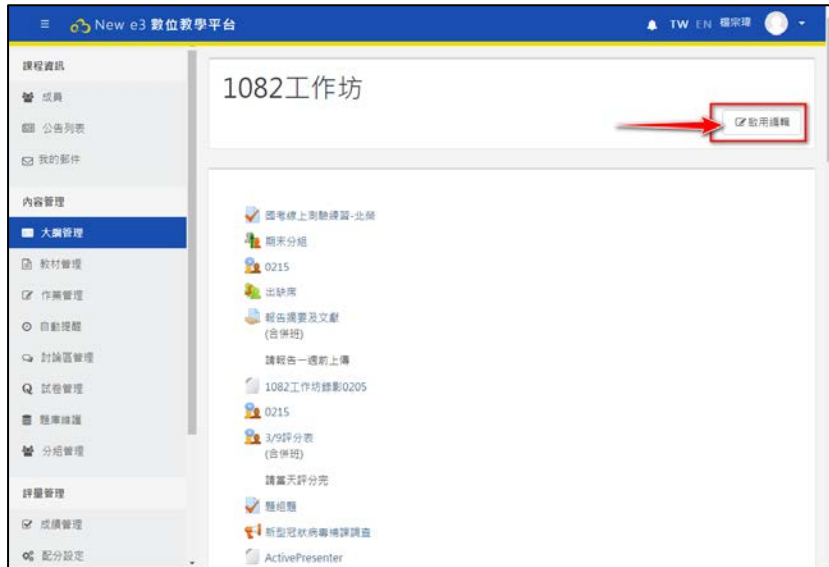 New e3 數位教學平台
TW EN 楊宗瑋
課程資訊
成員
公告列表
我的郵件
內容管理
大綱管理
教材管理
作業管理
自動提醒
討論區管理
試卷管理
題庫維護
分組管理
評量管理
成績管理
配分設定
1082工作坊
啟用編輯
國考線上測驗練習-北榮
期末分組
0215
出缺席
報告摘要及文獻
(合併班)
請報告一週前上傳
1082工作坊錄影0205
0215
3/9評分表
(合併班)
請當天評分完
題組題
新型冠狀病毒補課調查
ActivePresenter